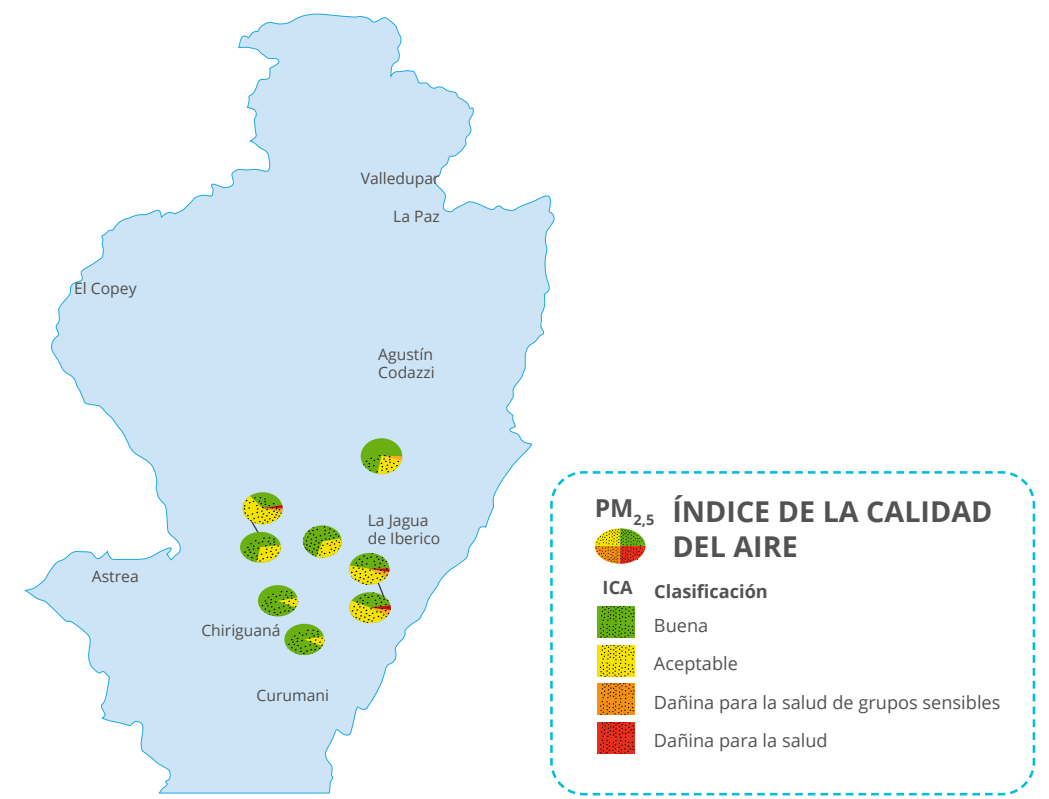 Valledupar
La Paz
El Copey
Agustín
Codazzi
La Jagua
de Iberico
Astrea
Chiriguaná
Curumani
PM2,5 ÍNDICE DE LA CALIDAD
DEL AIRE
ICA Clasificación
Buena
Aceptable
Dañina para la salud de grupos sensibles
Dañina para la salud